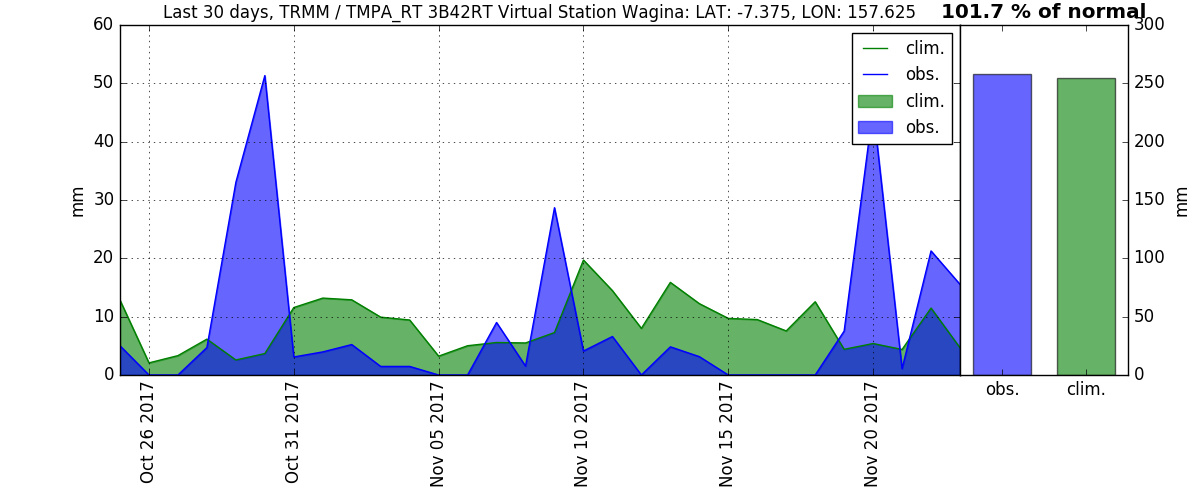 Last 30 days, TRMM / TMPA_RT 3B42RT Virtual Station Wagina: LAT: -7.375, LON: 157.625
101.7 % of normal
60
50
40
30
20
10
0
mm
clim.
obs.
clim.
obs.
Oct 26 2017
Oct 31 2017
Nov 05 2017
Nov 10 2017
Nov 15 2017
Nov 20 2017
300
250
200
150
100
50
0
mm
obs.
clim.